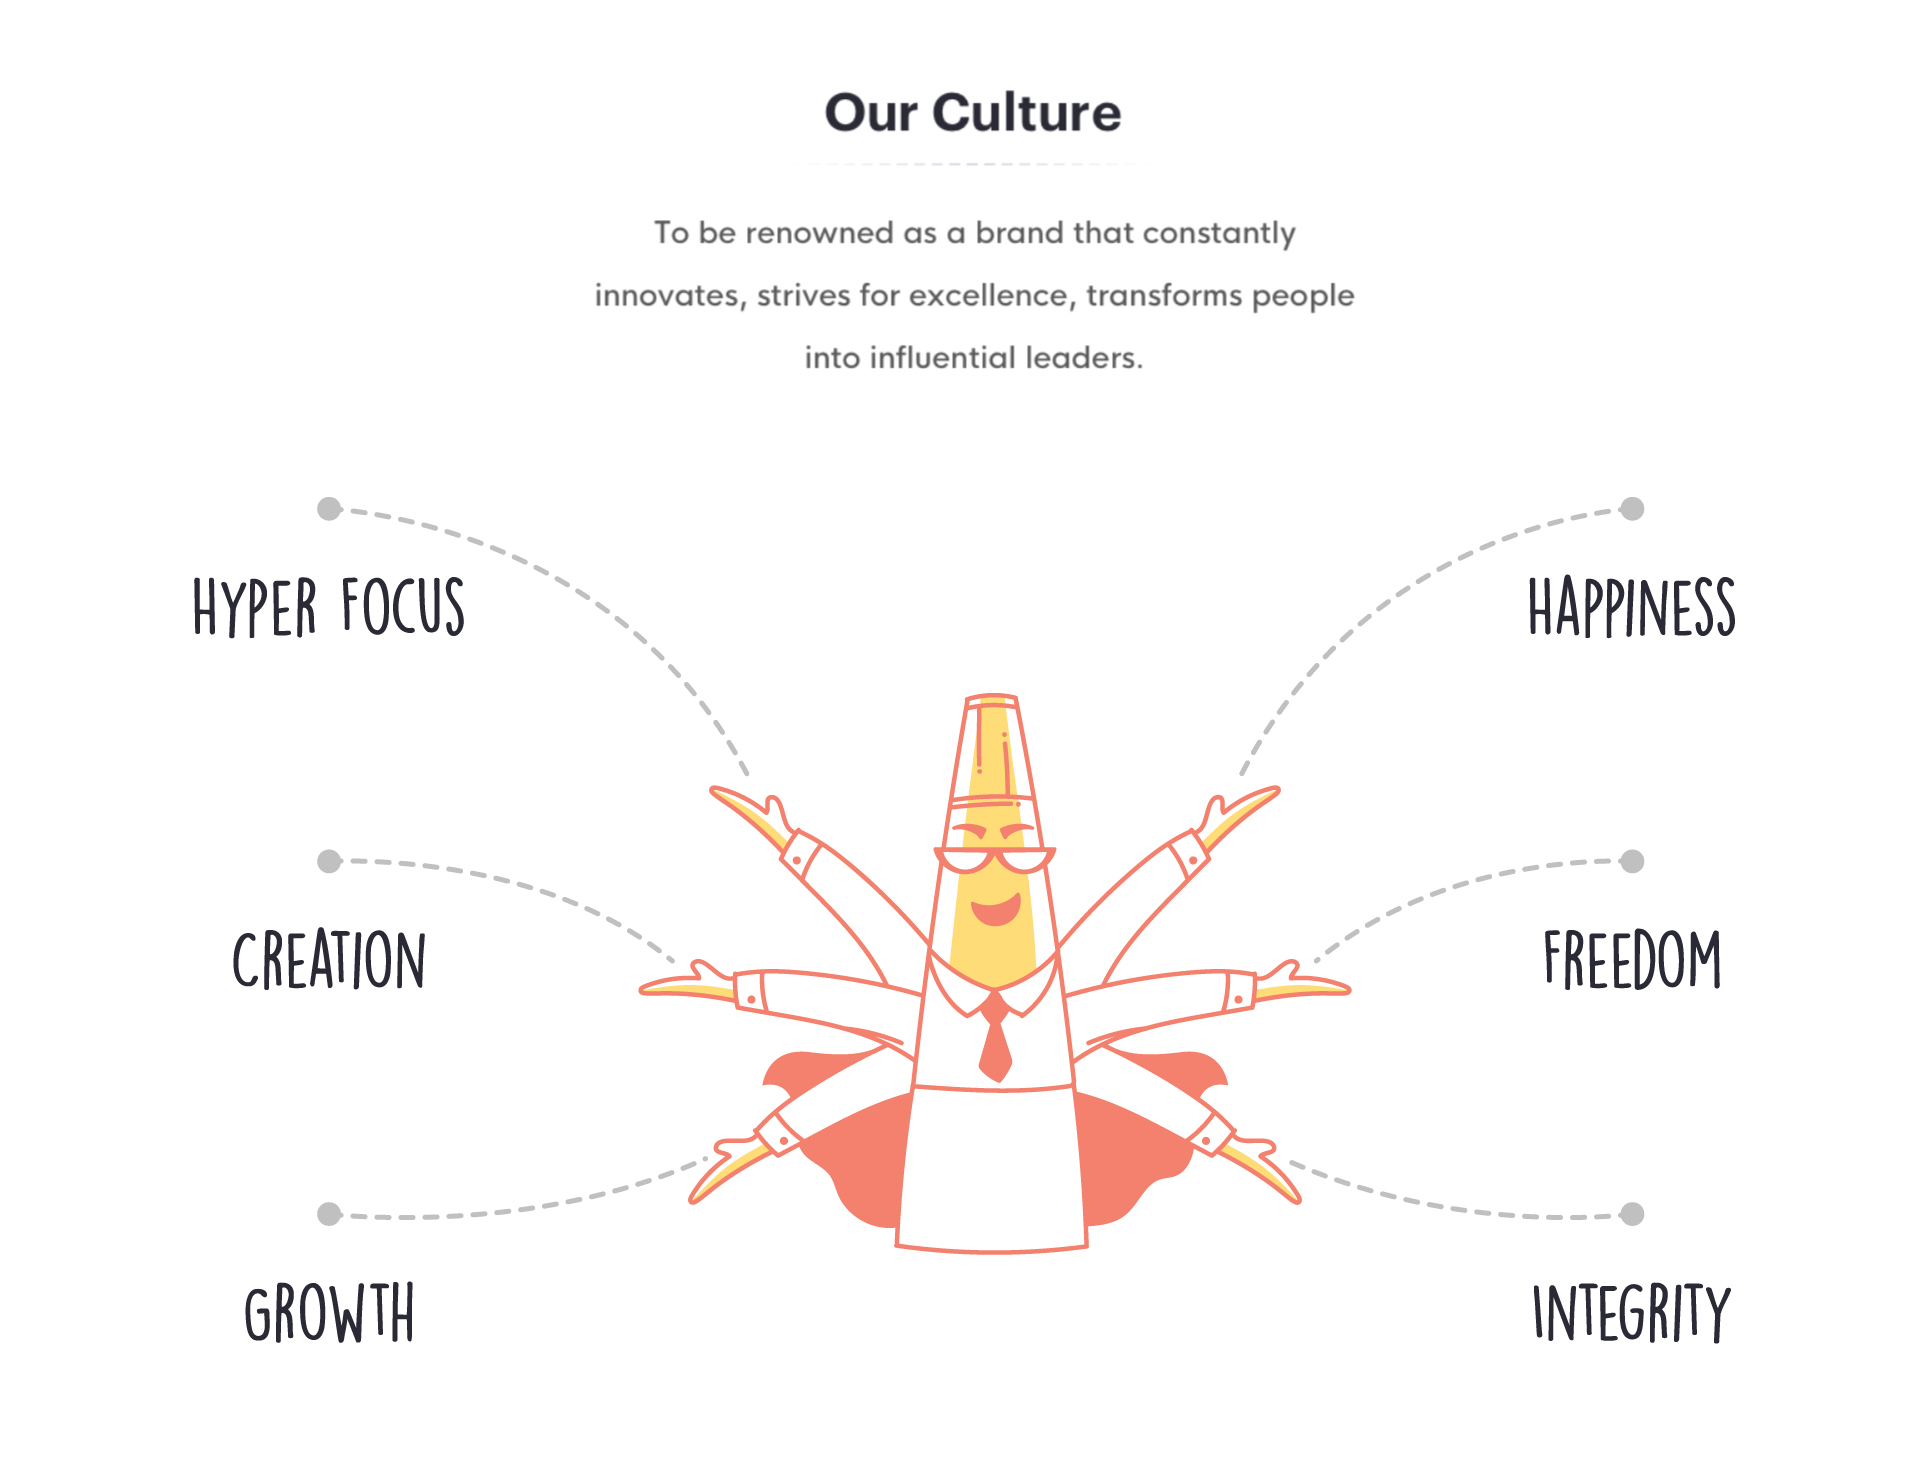 Our Culture
To be renowned as a brand that constantly
innovates, strives for excellence, transforms people
into influential leaders.
HYPER FOCUS
HAPPINESS
CREATION
FREEDOM
GROWTH
INTEGRITY